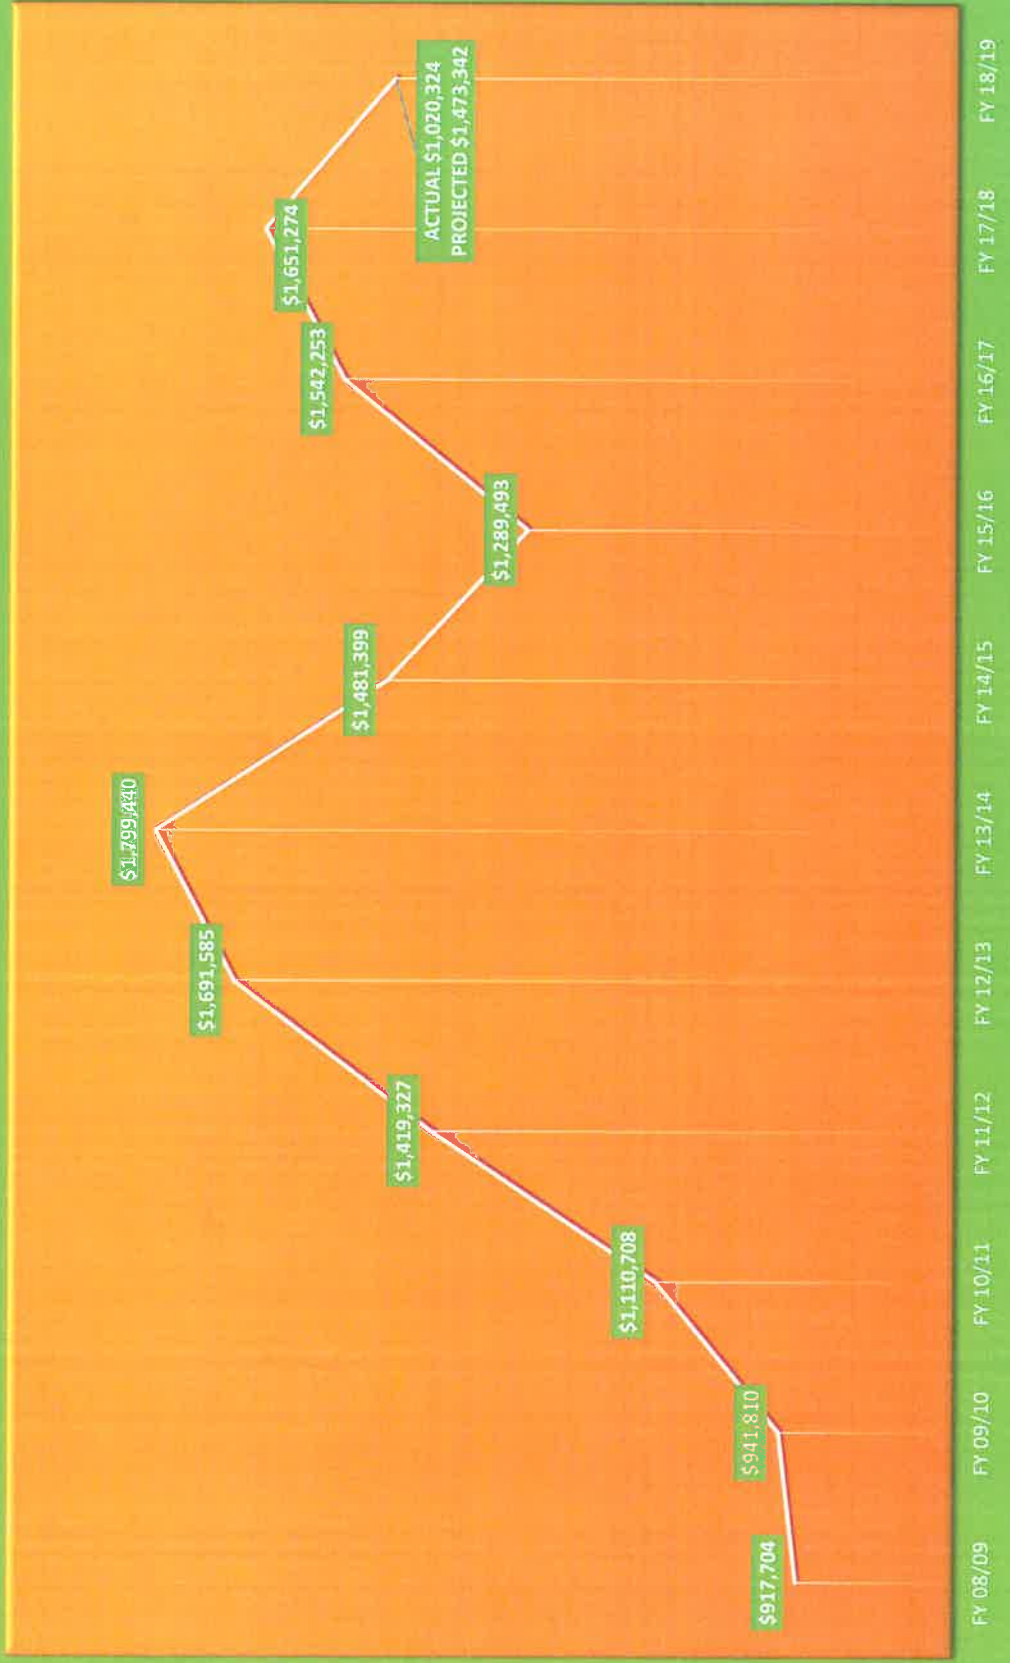 $917,704
$941,810
$1,110,708
$1,419,327
$1,691,585
$1,799,440
$1,481,399
$1,289,493
$1,542,253
$1,651,274
ACTUAL $1,020,324
PROJECTED $1,473,342
FY 08/09
FY 09/10
FY 10/11
FY 11/12
FY 12/13
FY 13/14
FY 14/15
FY 15/16
FY 16/17
FY 17/18
FY 18/19